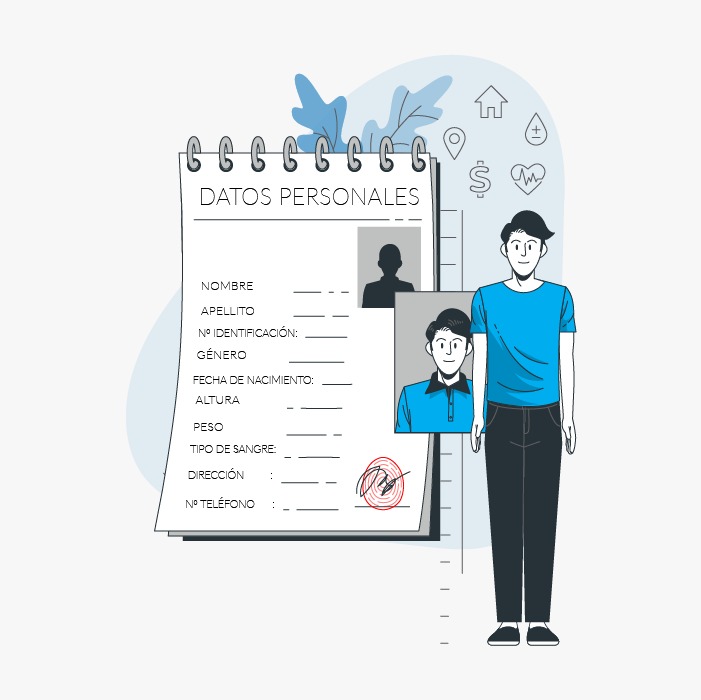 DATOS PERSONALES
NOMBRE
APELLITO
Nº IDENTIFICACIÓN:
GÉNERO
FECHA DE NACIMIENTO:
ALTURA
PESO
TIPO DE SANGRE:
DIRECCIÓN :
Nº TELÉFONO :